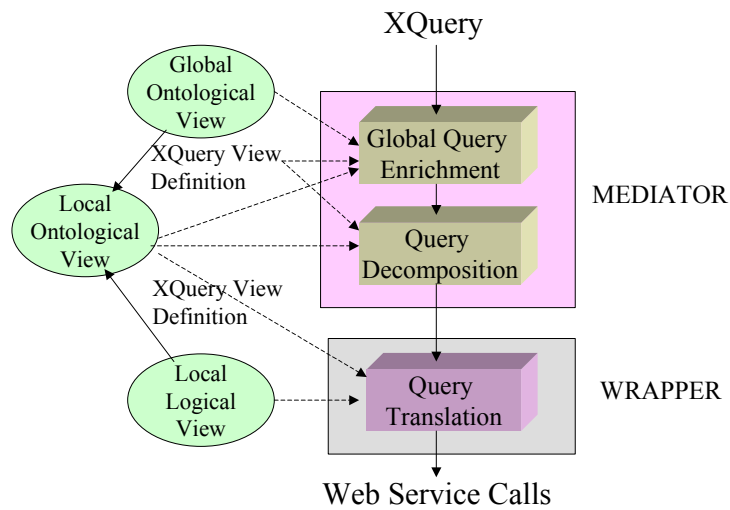 XQuery
Global
Ontological
View
Global Query
Enrichment
XQuery View
Definition
MEDIATOR
Local
Ontological
View
Query
Decomposition
XQuery View
Definition
Local
Logical
View
Query
Translation
WRAPPER
Web Service Calls